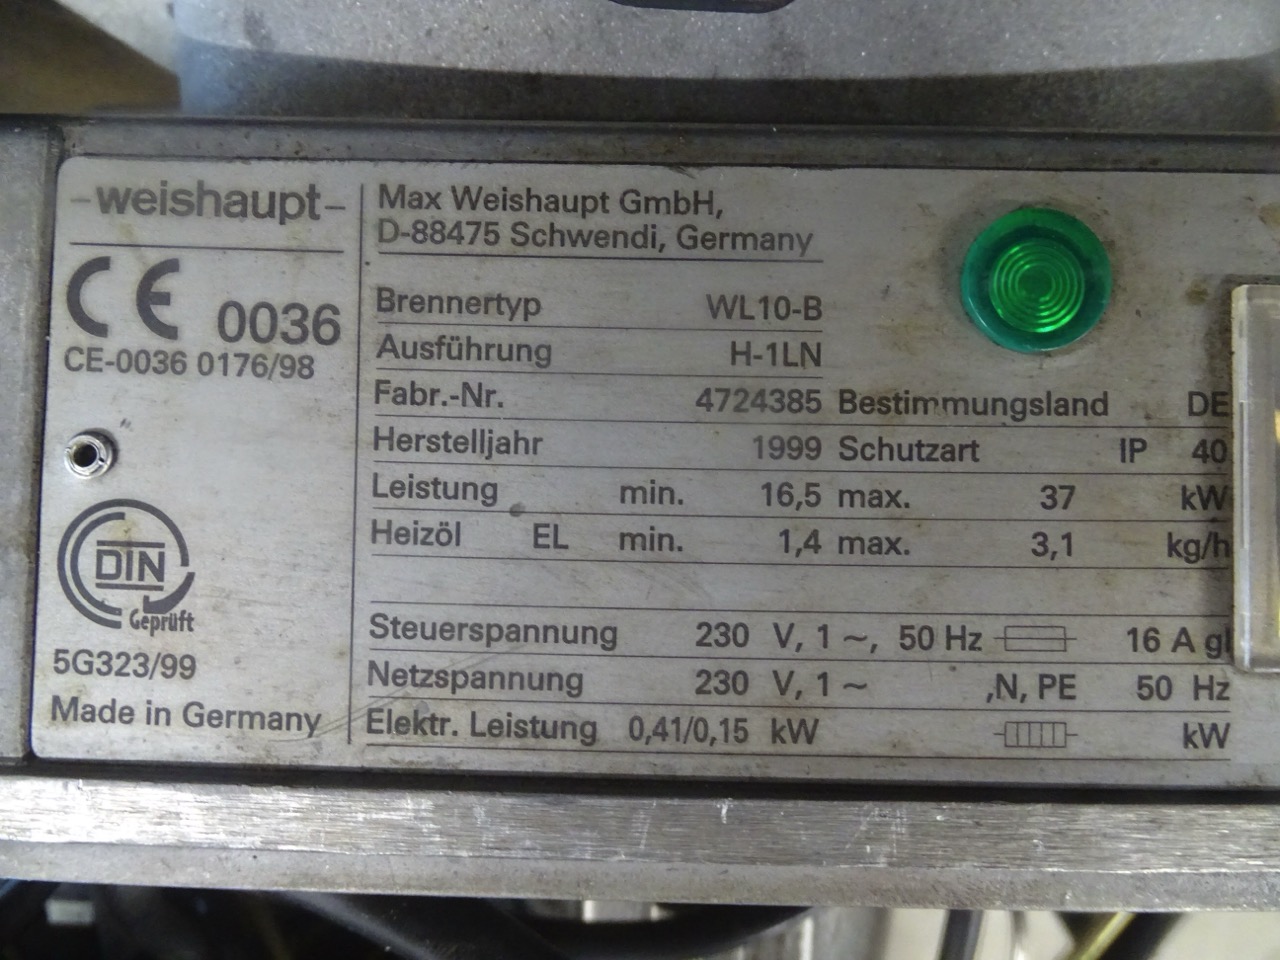 -weishaupt-
CE 0036
CE-0036 0176/98
DIN
Geprüft
5G323/99
Made in Germany
Max Weishaupt GmbH,
D-88475 Schwendi, Germany
Brennertyp WL10-B
Ausführung H-1LN
Fabr.-Nr. 4724385 Bestimmungsland DE
Herstelljahr 1999 Schutzart IP 40
Leistung min. 16,5 max. 37 kW
Heizöl EL min. 1,4 max. 3,1 kg/h
Steuerspannung 230 V, 1 ~, 50 Hz 16 A gl
Netzspannung 230 V, 1 ~ ,N, PE 50 Hz
Elektr. Leistung 0,41/0,15 kW kW